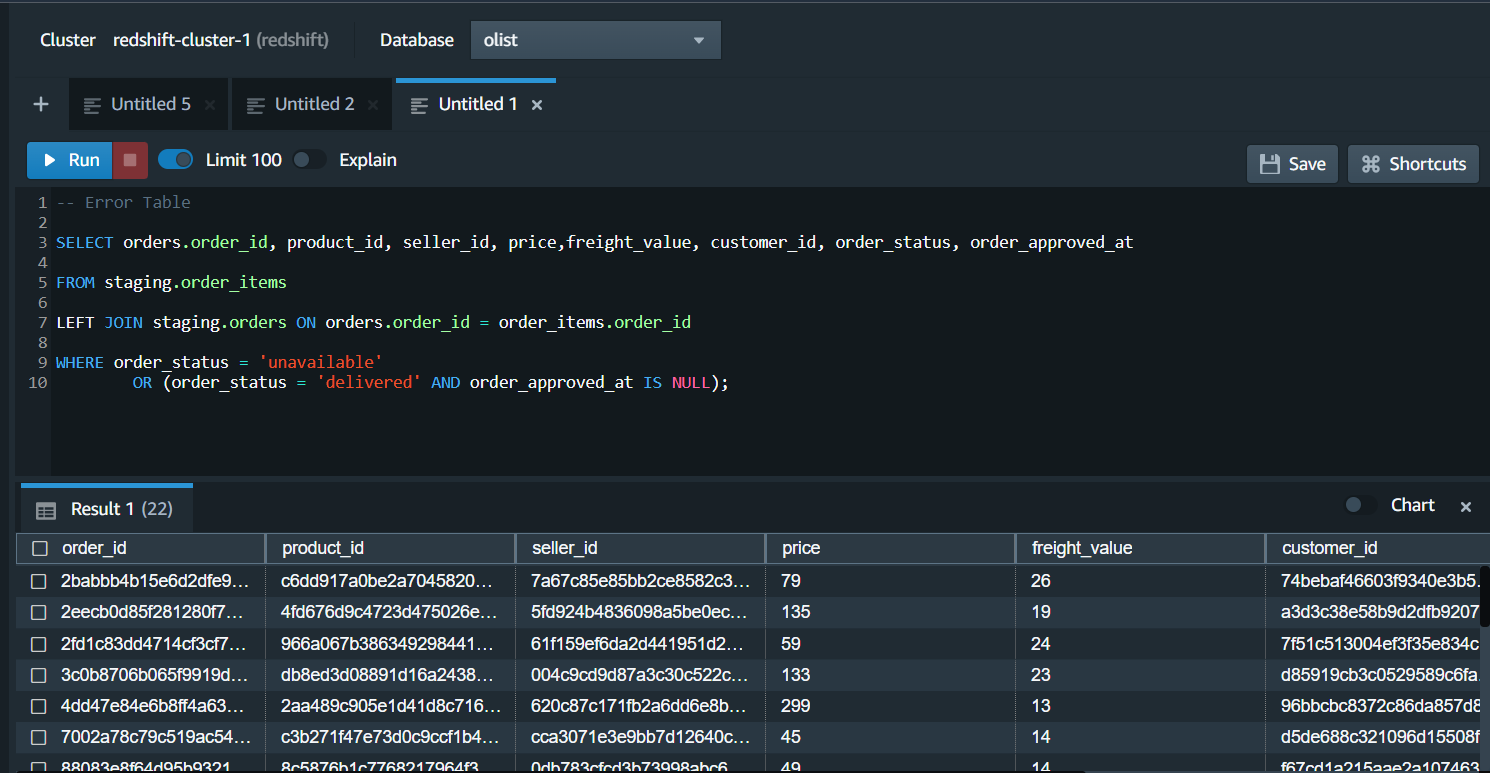 Cluster redshift-cluster-1 (redshift) Database olist
+ Untitled 5 × Untitled 2 × Untitled 1 ×
Run Limit 100 Explain Save Shortcuts
1 -- Error Table
2
3 SELECT orders.order_id, product_id, seller_id, price,freight_value, customer_id, order_status, order_approved_at
4
5 FROM staging.order_items
6
7 LEFT JOIN staging.orders ON orders.order_id = order_items.order_id
8
9 WHERE order_status = 'unavailable'
10 OR (order_status = 'delivered' AND order_approved_at IS NULL);
Result 1 (22) Chart ×
order_id product_id seller_id price freight_value customer_id
2babbb4b15e6d2dfe9... c6dd917a0be2a7045820... 7a67c85e85bb2ce8582c3... 79 26 74bebaf46603f9340e3b5
2eecb0d85f281280f7... 4fd676d9c4723d475026e... 5fd924b4836098a5be0ec... 135 19 a3d3c38e58b9d2dfb9207
2fd1c83dd4714cf3cf7... 966a067b386349298441... 61f159ef6da2d441951d2... 59 24 7f51c513004ef3f35e834c
3c0b8706b065f9919d... db8ed3d08891d16a2438... 004c9cd9d87a3c30c522c... 133 23 d85919cb3c0529589c6fa
4dd47e84e6b8ff4a63... 2aa489c905e1d41d8c716... 620c87c171fb2a6dd6e8b... 299 13 96bbcbc8372c86da857d8
7002a78c79c519ac54... c3b271f47e73d0c9ccf1b4... cca3071e3e9bb7d12640c... 45 14 d5de688c321096d15508f
88083e8f64d95b9321 8c5876b1c7768217964f3 0db783cfcd3b73998abc6 49 14 f67cd1a215aae2a107463